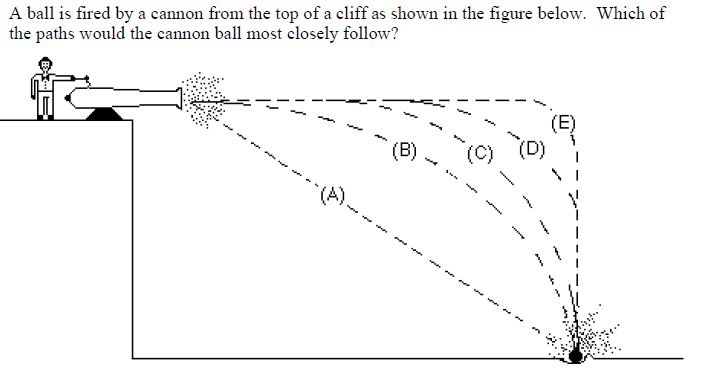 A ball is fired by a cannon from the top of a cliff as shown in the figure below. Which of
the paths would the cannon ball most closely follow?
(E)
(B) (C) (D)
(A)